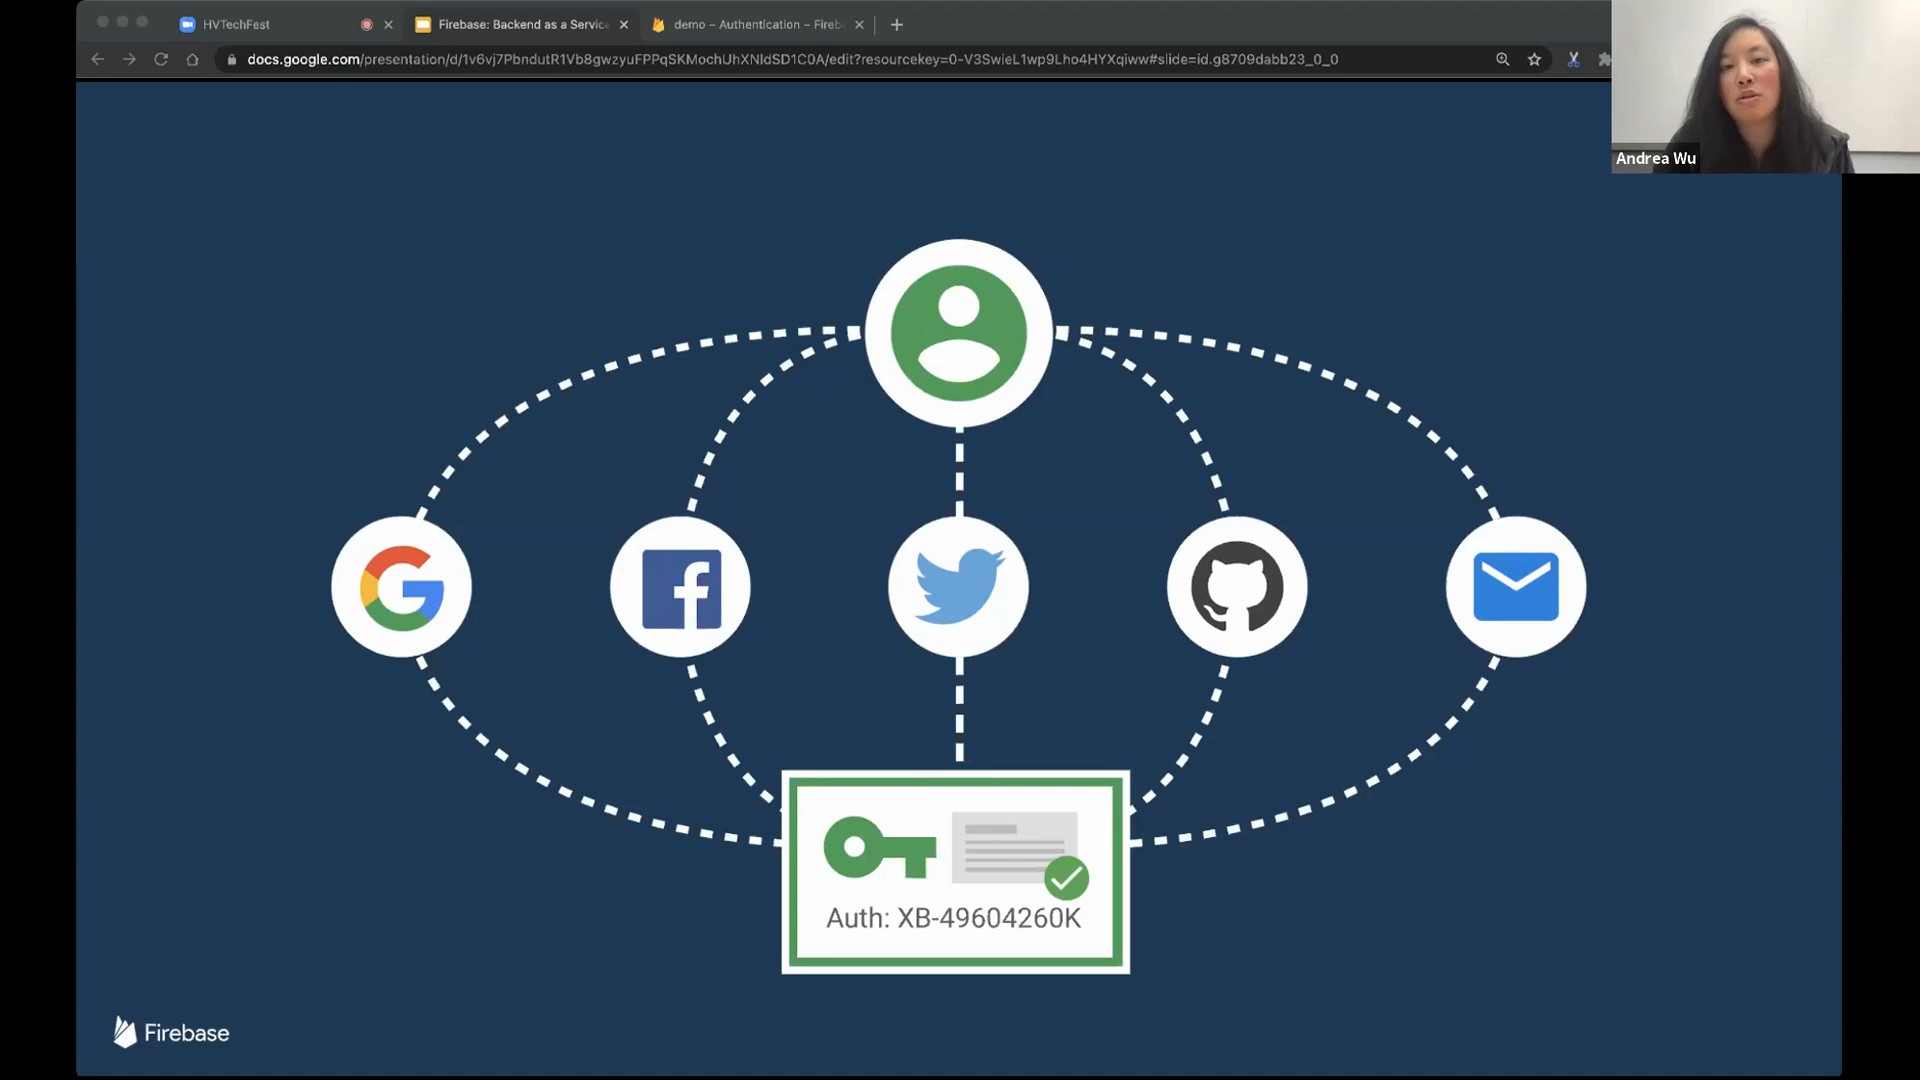 HVTechFest
Firebase: Backend as a Service
demo – Authentication – Fireb
docs.google.com/presentation/d/1v6vj7PbndutR1Vb8gwzyuFPPqSKMochUhXNldSD1C0A/edit?resourcekey=0-V3SwieL1wp9Lho4HYXqiww#slide=id.g8709dabb23_0_0
Andrea Wu
Auth: XB-49604260K
Firebase